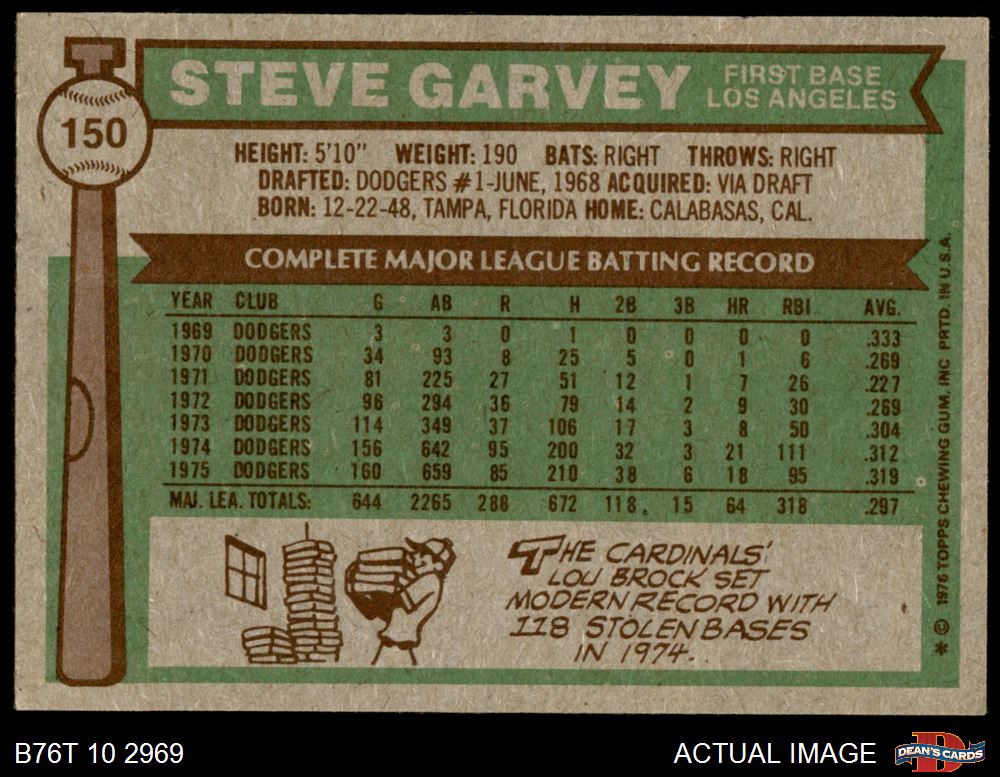 150
STEVE GARVEY
FIRST BASE
LOS ANGELES
HEIGHT: 5'10" WEIGHT: 190 BATS: RIGHT THROWS: RIGHT
DRAFTED: DODGERS #1-JUNE, 1968 ACQUIRED: VIA DRAFT
BORN: 12-22-48, TAMPA, FLORIDA HOME: CALABASAS, CAL.
COMPLETE MAJOR LEAGUE BATTING RECORD
YEAR CLUB G AB R H 2B 3B HR RBI AVG.
1969 DODGERS 3 3 0 1 0 0 0 0 .333
1970 DODGERS 34 93 8 25 5 0 1 6 .269
1971 DODGERS 81 225 27 51 12 1 7 26 .227
1972 DODGERS 96 294 36 79 14 2 9 30 .269
1973 DODGERS 114 349 37 106 17 3 8 50 .304
1974 DODGERS 156 642 95 200 32 3 21 111 .312
1975 DODGERS 160 659 85 210 38 6 18 95 .319
MAJ. LEA. TOTALS: 644 2265 288 672 118 15 64 318 .297
THE CARDINALS'
LOU BROCK SET
MODERN RECORD WITH
118 STOLEN BASES
IN 1974.
* © 1976 TOPPS CHEWING GUM, INC PRTD. IN U.S.A.
B76T 10 2969
ACTUAL IMAGE
D
DEAN'S CARDS